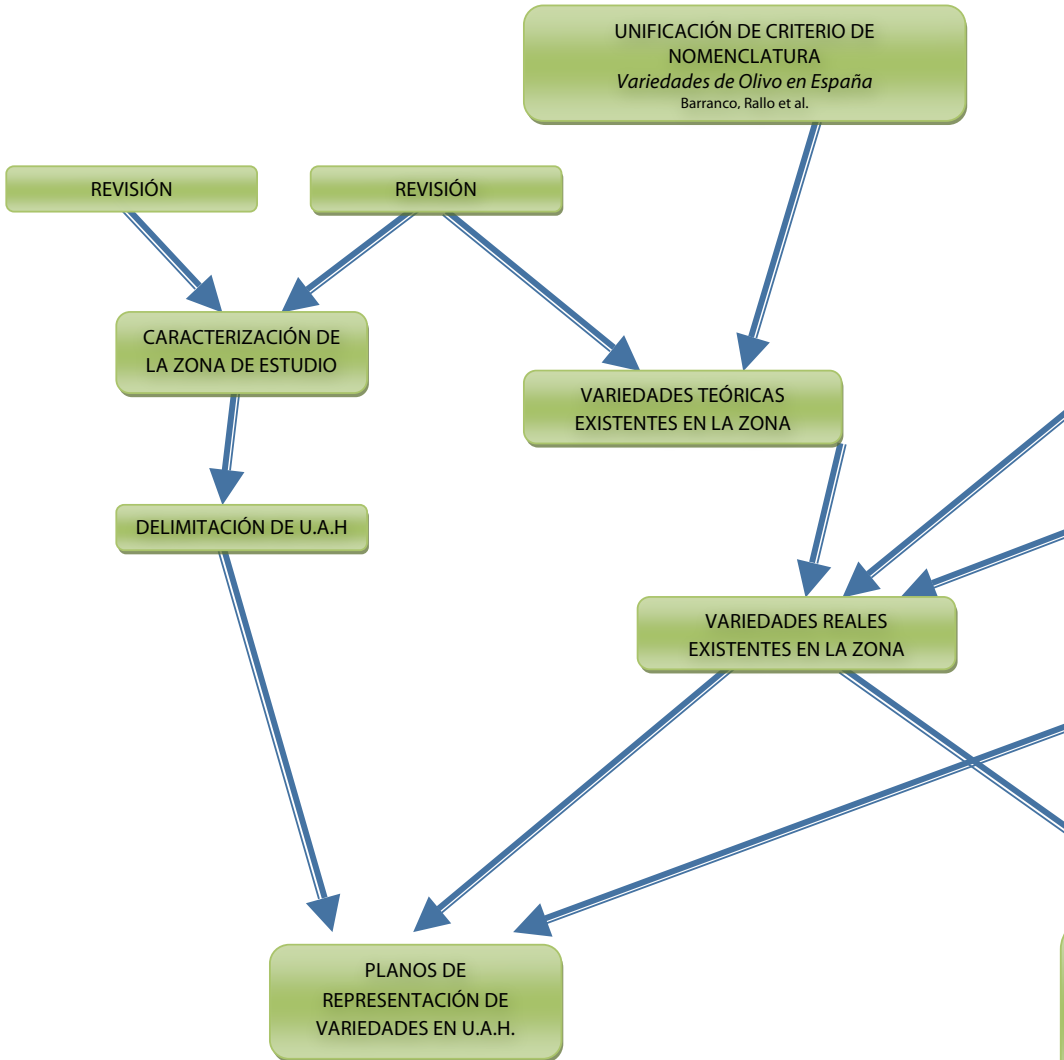 UNIFICACIÓN DE CRITERIO DE
NOMENCLATURA
Variedades de Olivo en España
Barranco, Rallo et al.
REVISIÓN
REVISIÓN
CARACTERIZACIÓN DE
LA ZONA DE ESTUDIO
VARIEDADES TEÓRICAS
EXISTENTES EN LA ZONA
DELIMITACIÓN DE U.A.H
VARIEDADES REALES
EXISTENTES EN LA ZONA
PLANOS DE
REPRESENTACIÓN DE
VARIEDADES EN U.A.H.